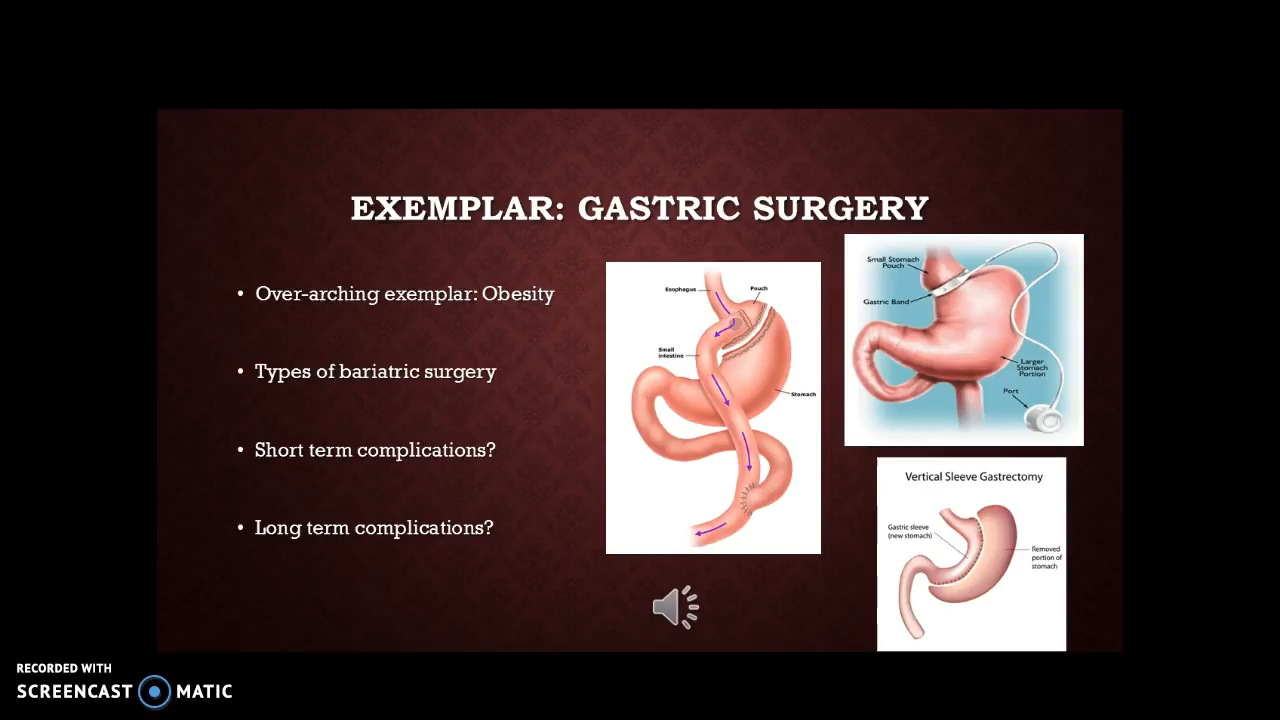 EXEMPLAR: GASTRIC SURGERY
• Over-arching exemplar: Obesity
• Types of bariatric surgery
• Short term complications?
• Long term complications?
Esophagus
Pouch
Small
intestine
Stomach
Small Stomach
Pouch
Gastric Band
Larger
Stomach
Portion
Port
Vertical Sleeve Gastrectomy
Gastric sleeve
(new stomach)
Removed
portion of
stomach
RECORDED WITH
SCREENCAST MATIC